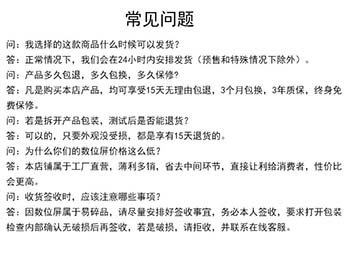 常见问题
问：我选择的这款商品什么时候可以发货？
答：正常情况下，我们会在24小时内安排发货（预售和特殊情况下除外）。
问：产品多久包退，多久包换，多久保修？
答：凡是购买本店产品，均可享受15天无理由包退，3个月包换，3年质保，终身免
费保修。
问：若是拆开产品包装，测试后是否能退货？
答：可以的，只要外观没受损，都是享有15天退货的。
问：为什么你们的数位屏价格这么低？
答：本店铺属于工厂直营，薄利多销，省去中间环节，直接让利给消费者，性价比
会更高。
问：收货签收时，应该注意哪些事项？
答：因数位屏属于易碎品，请尽量安排好签收事宜，务必本人签收，要求打开包装
检查内部确认无破损后再签收，若是破损，请拒收，并联系在线客服。